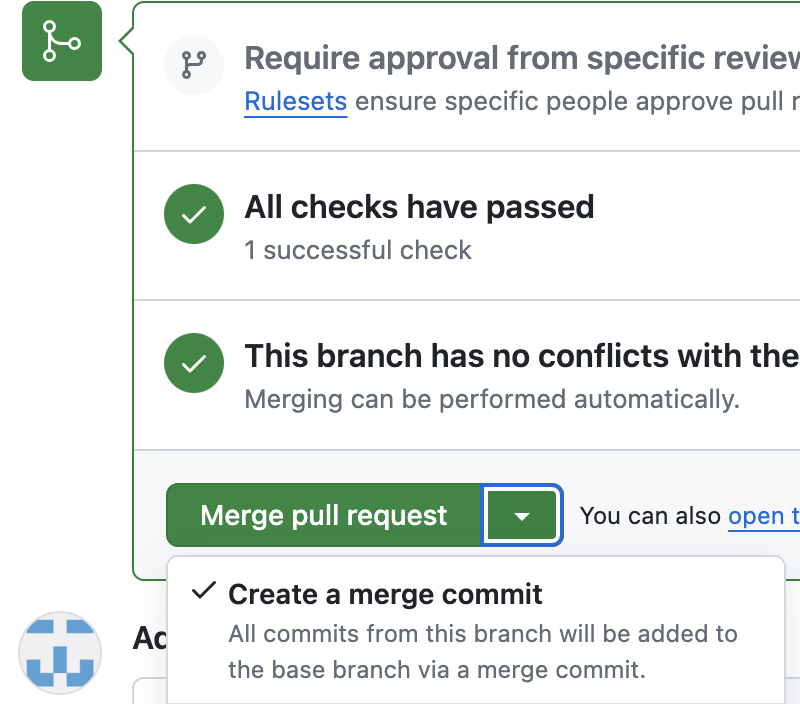 Require approval from specific
Rulesets ensure specific people approve pull
All checks have passed
1 successful check
This branch has no conflicts with the
Merging can be performed automatically.
Merge pull request
You can also open
Create a merge commit
All commits from this branch will be added to
the base branch via a merge commit.